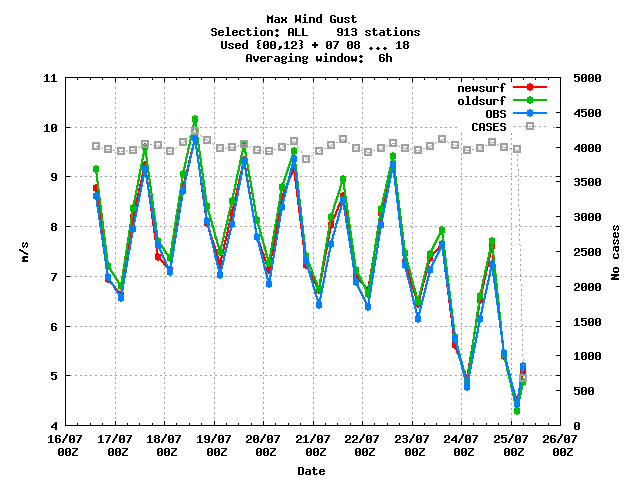 Max Wind Gust
Selection: ALL 913 stations
Used {00,12} + 07 08 ... 18
Averaging window: 6h
newsurf
oldsurf
OBS
CASES
11
10
9
8
7
6
5
4
m/s
5000
4500
4000
3500
3000
2500
2000
1500
1000
500
0
No cases
16/07 17/07 18/07 19/07 20/07 21/07 22/07 23/07 24/07 25/07 26/07
00Z 00Z 00Z 00Z 00Z 00Z 00Z 00Z 00Z 00Z 00Z
Date